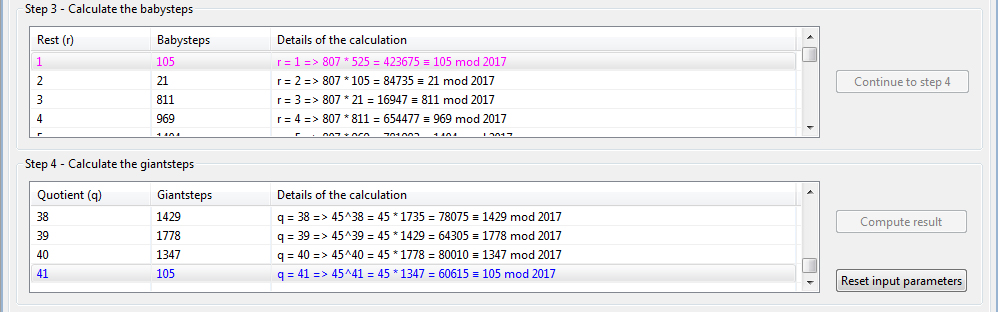 Step 3 - Calculate the babysteps
Rest (r) Babysteps Details of the calculation
1 105 r = 1 => 807 * 525 = 423675 ≡ 105 mod 2017
2 21 r = 2 => 807 * 105 = 84735 ≡ 21 mod 2017
3 811 r = 3 => 807 * 21 = 16947 ≡ 811 mod 2017
4 969 r = 4 => 807 * 811 = 654477 ≡ 969 mod 2017
Continue to step 4
Step 4 - Calculate the giantsteps
Quotient (q) Giantsteps Details of the calculation
38 1429 q = 38 => 45^38 = 45 * 1735 = 78075 ≡ 1429 mod 2017
39 1778 q = 39 => 45^39 = 45 * 1429 = 64305 ≡ 1778 mod 2017
40 1347 q = 40 => 45^40 = 45 * 1778 = 80010 ≡ 1347 mod 2017
41 105 q = 41 => 45^41 = 45 * 1347 = 60615 ≡ 105 mod 2017
Compute result
Reset input parameters